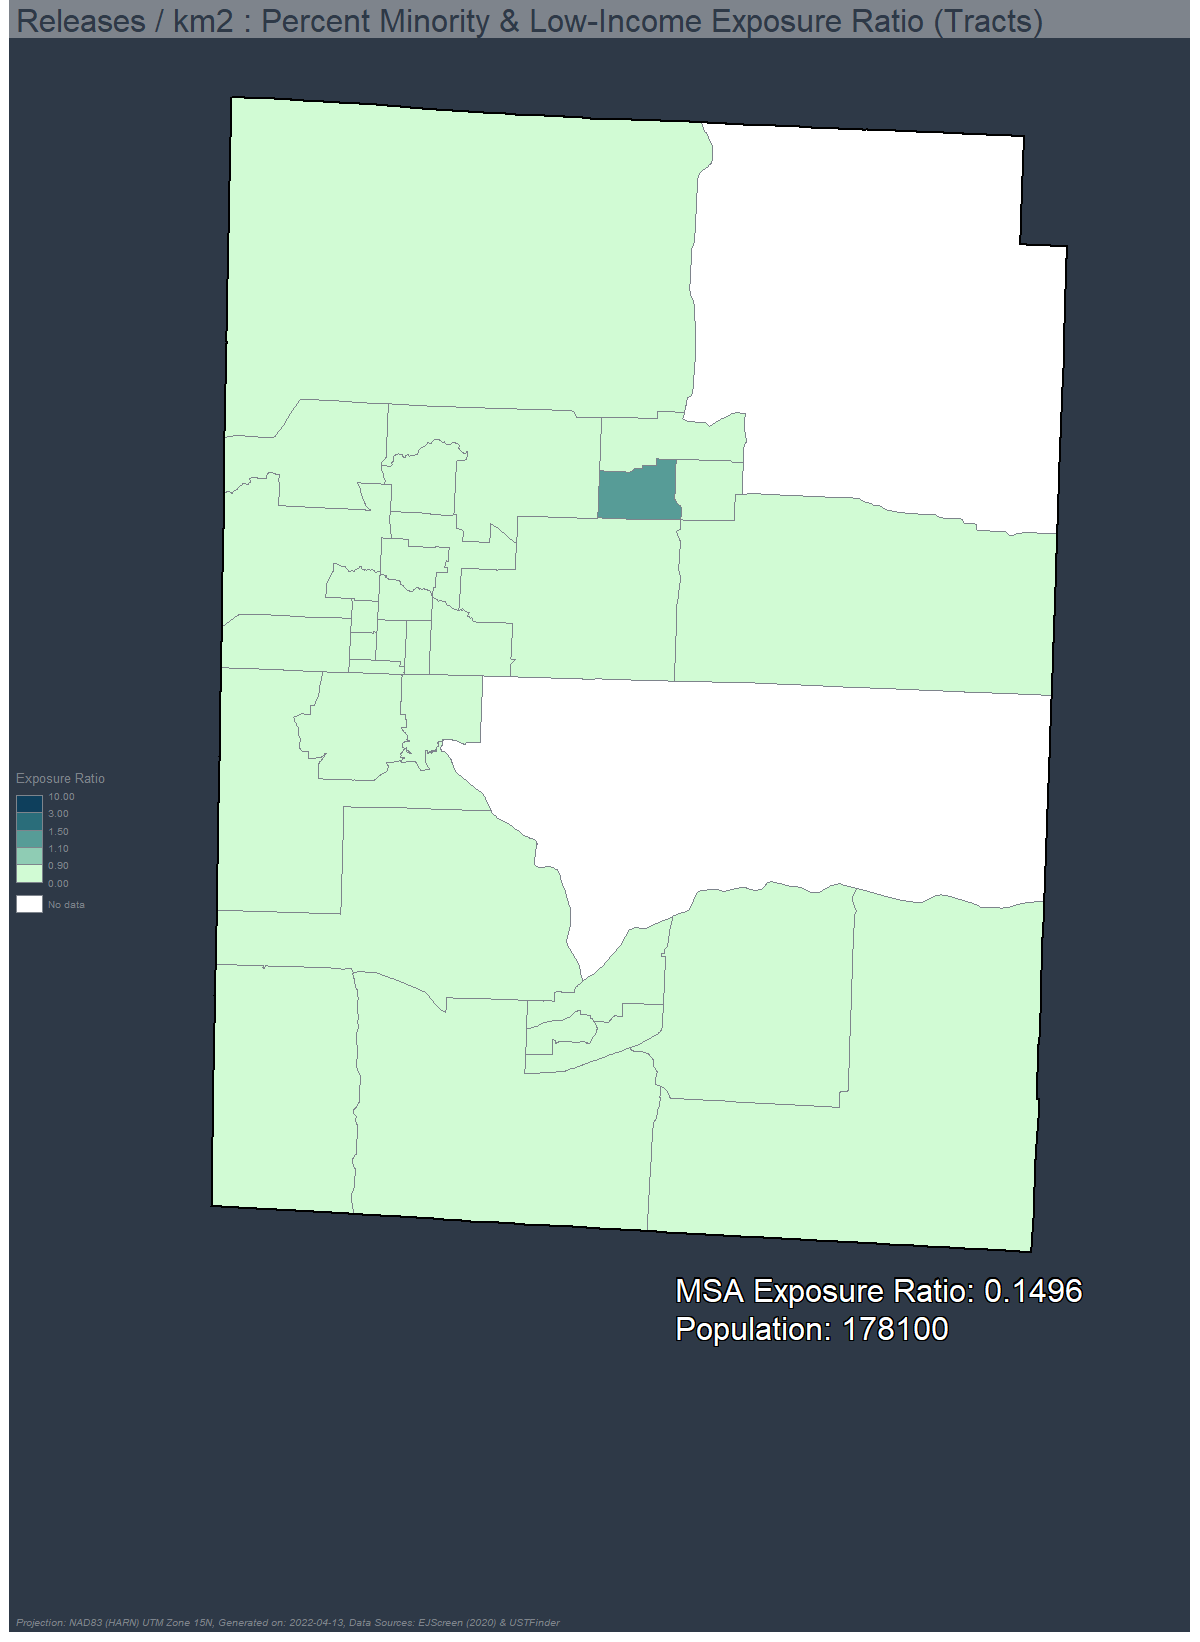 Releases / km2 : Percent Minority & Low-Income Exposure Ratio (Tracts)
Exposure Ratio
10.00
3.00
1.50
1.10
0.90
0.00
No data
MSA Exposure Ratio: 0.1496
Population: 178100
Projection: NAD83 (HARN) UTM Zone 15N, Generated on: 2022-04-13, Data Sources: EJScreen (2020) & USTFinder